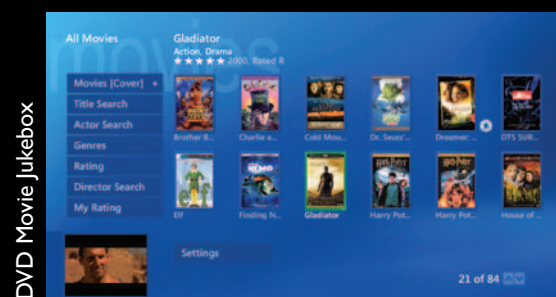 DVD Movie Jukebox
movies
All Movies
Gladiator
Action, Drama
2000, Rated R
Movies [Cover]
Title Search
Actor Search
Genres
Rating
Director Search
My Rating
Brother B...
Charlie a...
Cold Mou...
Dr. Seuss'...
Dreamer: ...
DTS SUR...
Elf
Finding N...
Gladiator
Harry Pot...
Harry Pot...
House of ...
Settings
21 of 84